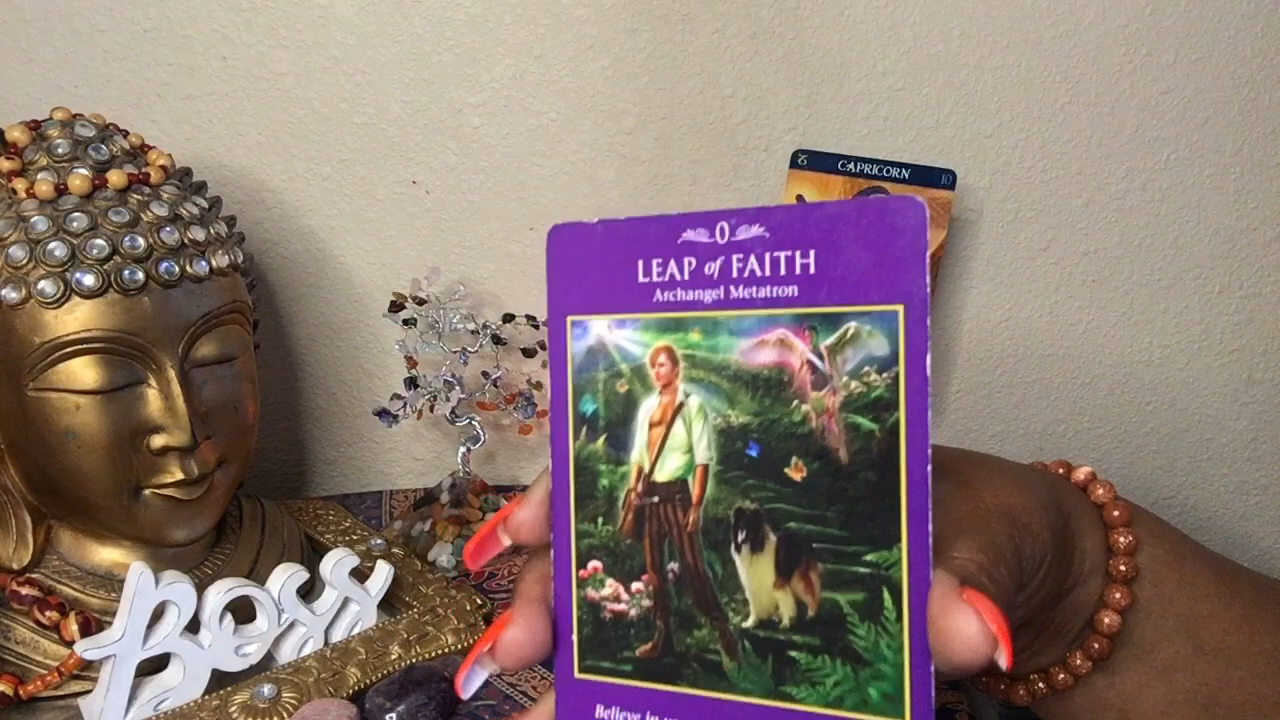 CAPRICORN
10
0
LEAP of FAITH
Archangel Metatron
Believe in
Boss